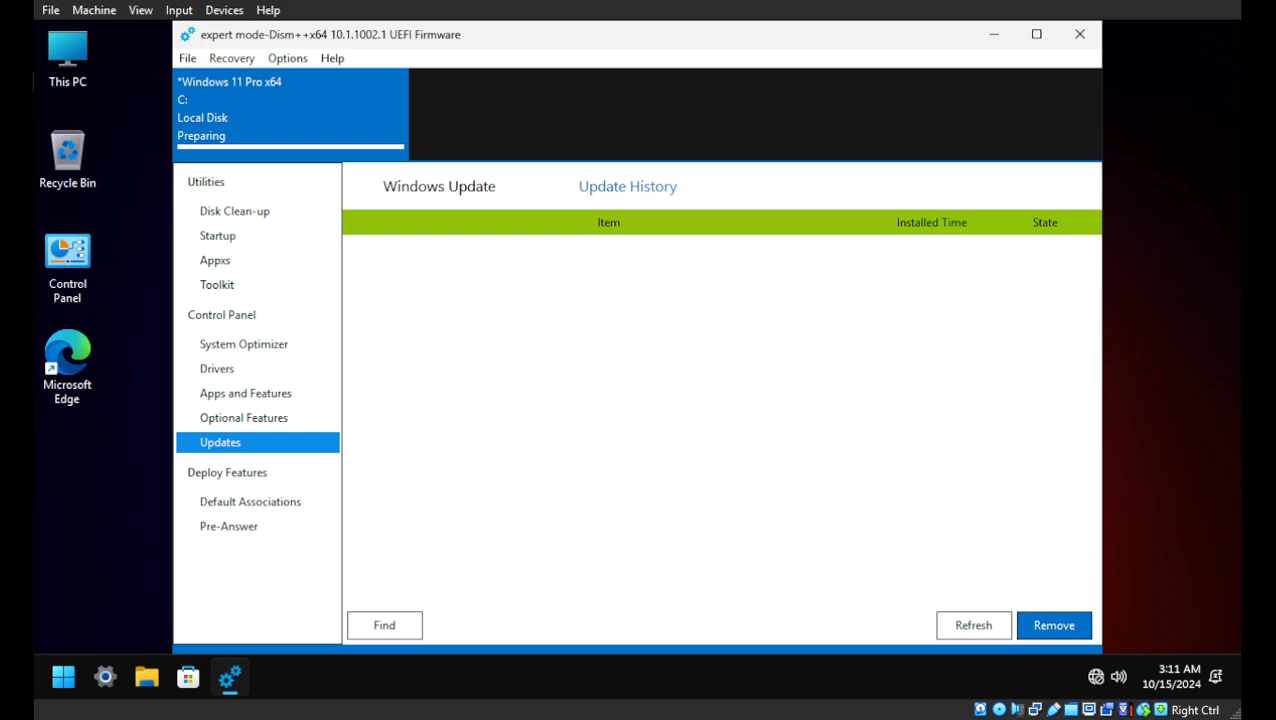 File Machine View Input Devices Help
expert mode-Dism++x64 10.1.1002.1 UEFI Firmware
File Recovery Options Help
*Windows 11 Pro x64
C:
Local Disk
Preparing
This PC
Recycle Bin
Control
Panel
Microsoft
Edge
Utilities
Disk Clean-up
Startup
Appxs
Toolkit
Control Panel
System Optimizer
Drivers
Apps and Features
Optional Features
Updates
Deploy Features
Default Associations
Pre-Answer
Windows Update Update History
Item Installed Time State
Find Refresh Remove
3:11 AM
10/15/2024
Right Ctrl